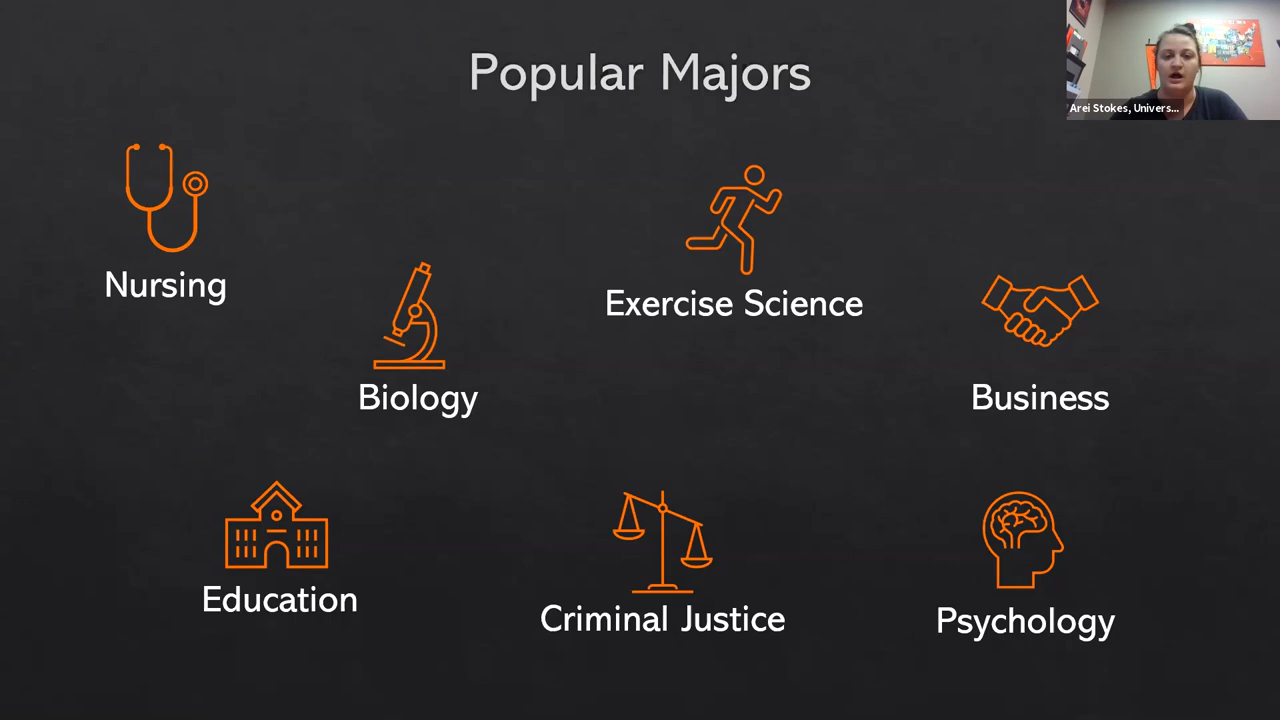 Popular Majors
Arei Stokes, Univers...
Nursing
Exercise Science
Biology
Business
Education
Criminal Justice
Psychology